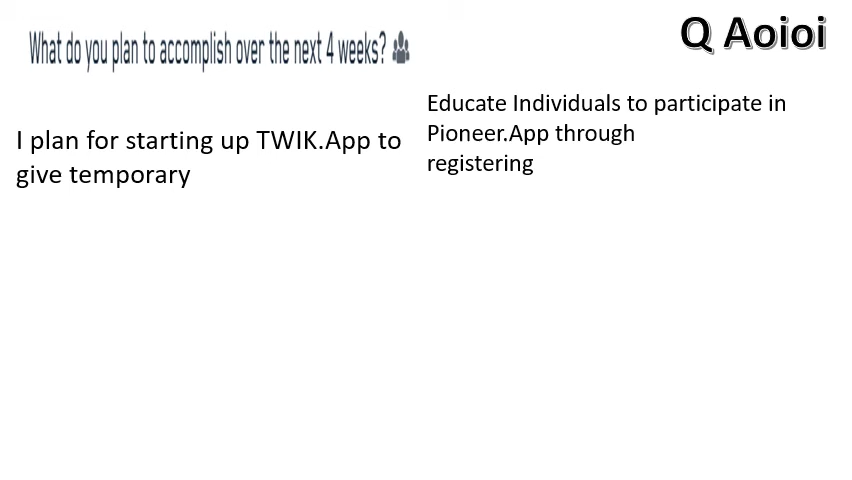 What do you plan to accomplish over the next 4 weeks?
Q Aoioi
I plan for starting up TWIK.App to
give temporary
Educate Individuals to participate in
Pioneer.App through
registering